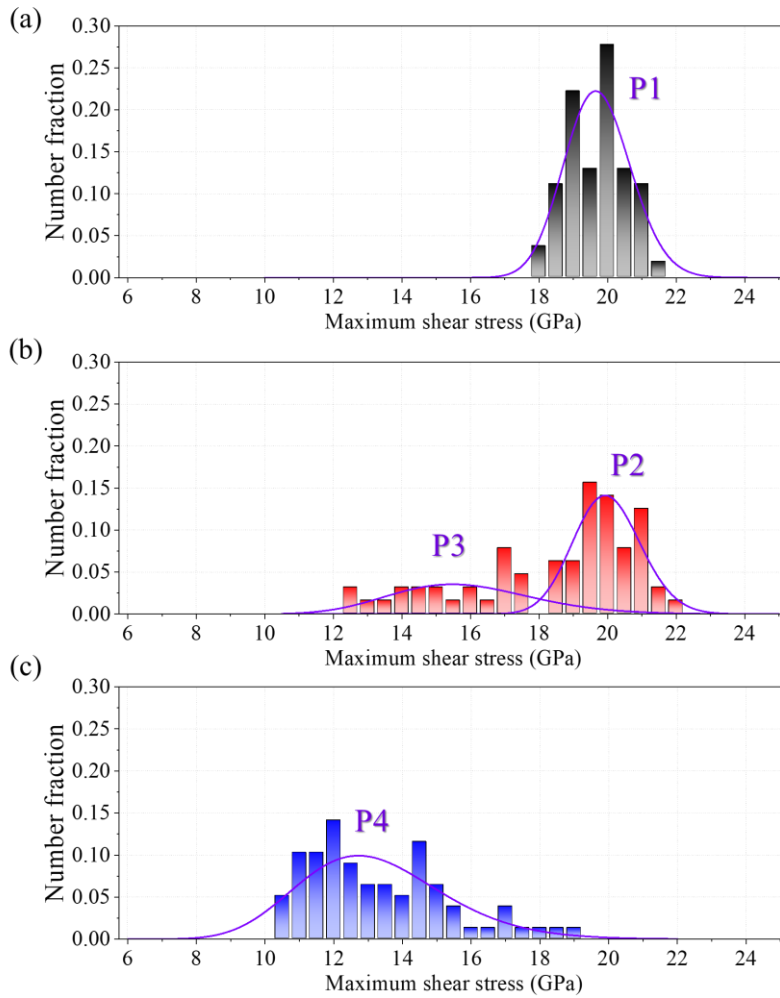 (a)
0.30
0.25
0.20
0.15
0.10
0.05
0.00
Number fraction
P1
6 8 10 12 14 16 18 20 22 24
Maximum shear stress (GPa)
(b)
0.30
0.25
0.20
0.15
0.10
0.05
0.00
Number fraction
P3
P2
6 8 10 12 14 16 18 20 22 24
Maximum shear stress (GPa)
(c)
0.30
0.25
0.20
0.15
0.10
0.05
0.00
Number fraction
P4
6 8 10 12 14 16 18 20 22 24
Maximum shear stress (GPa)